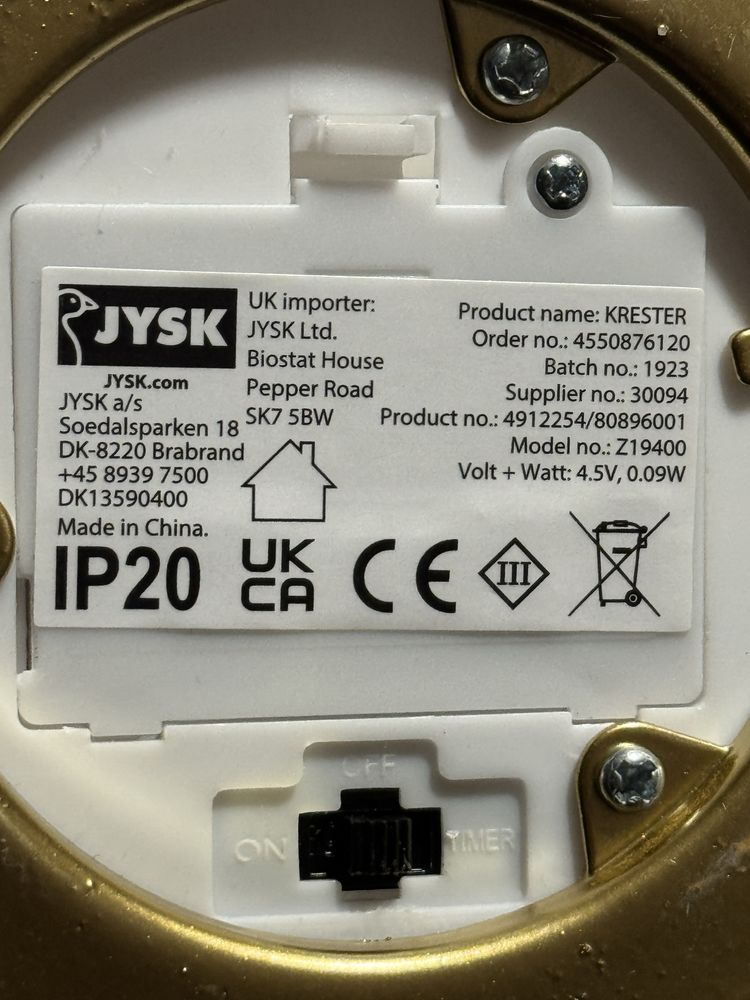 JYSK
JYSK.com
JYSK a/s
Soedalsparken 18
DK-8220 Brabrand
+45 8939 7500
DK13590400
Made in China.
UK importer:
JYSK Ltd.
Biostat House
Pepper Road
SK7 5BW
Product name: KRESTER
Order no.: 4550876120
Batch no.: 1923
Supplier no.: 30094
Product no.: 4912254/80896001
Model no.: Z19400
Volt + Watt: 4.5V, 0.09W
IP20
UK
CA
CE
III
OFF
ON
TIMER